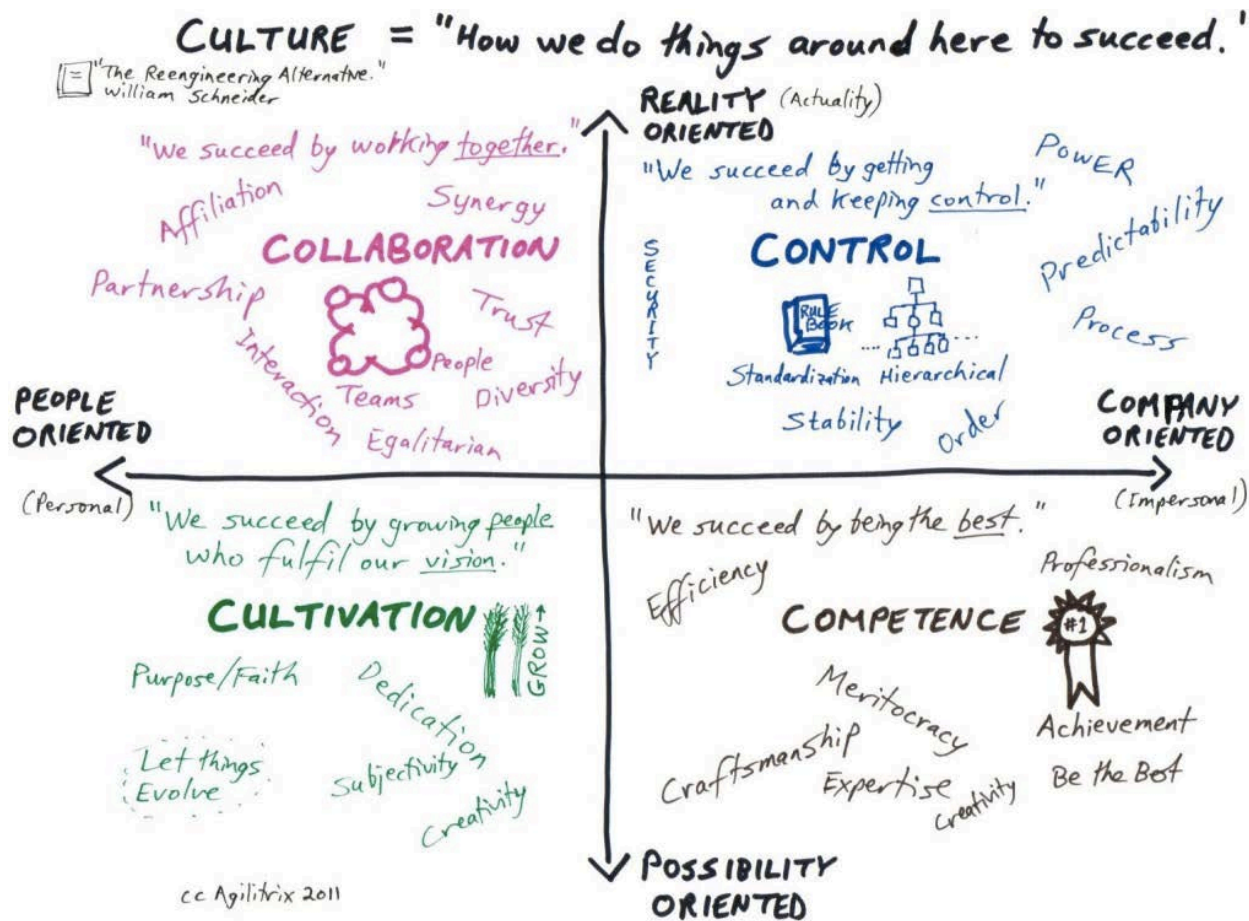 CULTURE = "How we do things around here to succeed.'
"The Reengineering Alternative."
William Schneider
REALITY (Actuality)
ORIENTED
"We succeed by working together."
Affiliation
Synergy
COLLABORATION
Partnership
Trust
Interaction
People
Teams
Diversity
Egalitarian
"We succeed by getting
and keeping control."
POWER
SECURITY
CONTROL
Predictability
RULE
BOOK
Process
Standardization
Hierarchical
Stability
Order
PEOPLE
ORIENTED
(Personal)
COMPANY
ORIENTED
(Impersonal)
"We succeed by growing people
who fulfil our vision."
CULTIVATION
GROW
Purpose/Faith
Dedication
Let things
Evolve
Subjectivity
Creativity
"We succeed by being the best."
Efficiency
Professionalism
COMPETENCE
#1
Meritocracy
Craftsmanship
Expertise
Creativity
Achievement
Be the Best
POSSIBILITY
ORIENTED
cc Agilitrix 2011